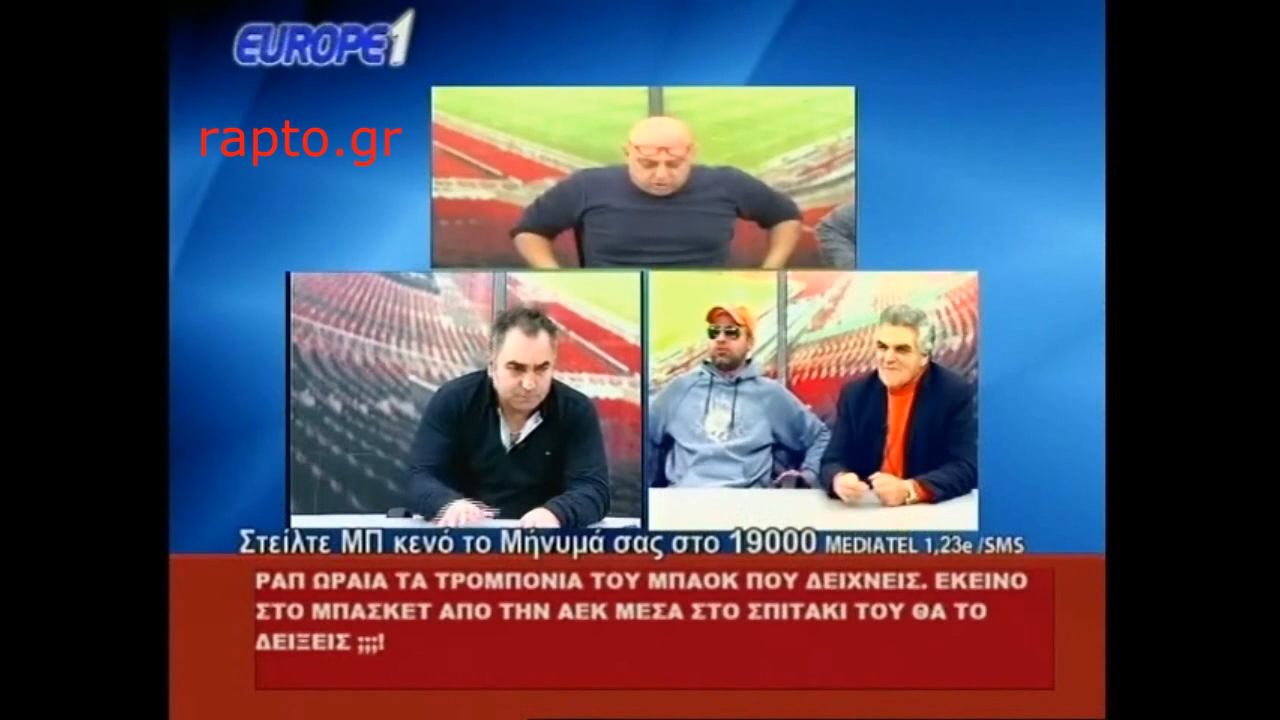 EUROPE1
rapto.gr
Στείλτε ΜΠ κενό το Μήνυμά σας στο 19000 MEDIATEL 1,23e /SMS
ΡΑΠ ΩΡΑΙΑ ΤΑ ΤΡΟΜΠΟΝΙΑ ΤΟΥ ΜΠΑΟΚ ΠΟΥ ΔΕΙΧΝΕΙΣ. ΕΚΕΙΝΟ
ΣΤΟ ΜΠΑΣΚΕΤ ΑΠΟ ΤΗΝ ΑΕΚ ΜΕΣΑ ΣΤΟ ΣΠΙΤΑΚΙ ΤΟΥ ΘΑ ΤΟ
ΔΕΙΞΕΙΣ ;;;!